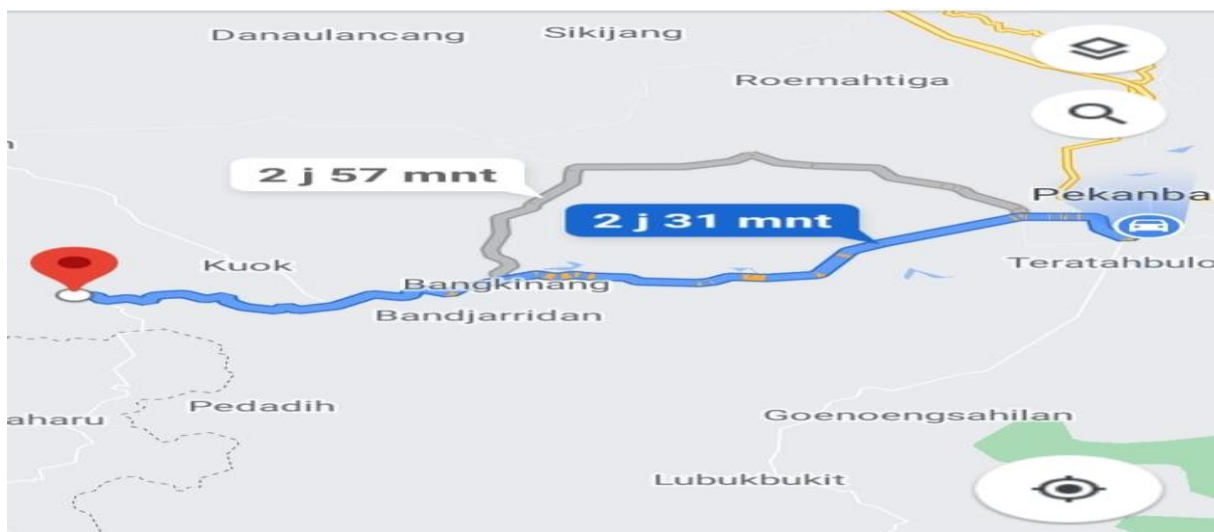 Danaulancang
Sikijang
Roemahtiga
2 j 57 mnt
Pekanba
2 j 31 mnt
Kuok
Teratahbulo
Bangkinang
Bandjarridan
Pedadih
aharu
Goenoengsahilan
Lubukbukit